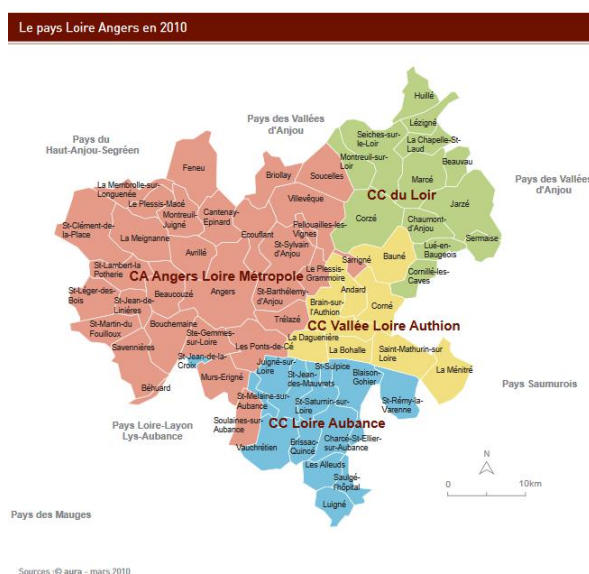 Le pays Loire Angers en 2010
Huillé
Lézigné
Pays des Vallées
d'Anjou
Seiches-sur-
le-Loir
La Chapelle-St-
Laud
Pays du
Haut-Anjou-Segréen
Montreuil-sur-
Loir
Beauvau
Feneu
Briollay
Soucelles
Marcé
Pays des Vallées
d'Anjou
La Membrolle-sur-
Longuenée
Villevêque
CC du Loir
Jarzé
Le Plessis-Macé
Montreuil-
Juigné
Cantenay-
Epinard
Corzé
Chaumont-
d'Anjou
St-Clément-de-
la-Place
Pellouailles-les-
Vignes
La Meignanne
Ecouflant
Sermaise
Avrillé
St-Sylvain
d'Anjou
Lué-en-
Baugeois
Sarrigné
Bauné
St-Lambert-la
Potherie
Le Plessis-
Grammoire
CA Angers Loire Métropole
Cornillé-les-
Caves
St-Léger-des-
Bois
Beaucouzé
Angers
St-Barthélemy-
d'Anjou
Andard
St-Jean-de-
Linières
Brain-sur-
l'Authion
Corné
Trélazé
St-Martin du
Fouilloux
Bouchemaine
CC Vallée Loire Authion
Ste-Gemmes-
sur-Loire
La Daguenière
Savennières
Les Ponts-de-Cé
La Bohalle
Saint-Mathurin-sur
Loire
St-Jean-de-la-
Croix
Juigné-sur-
Loire
St-Sulpice
La Ménitré
Murs-Erigné
St-Jean-
des-Mauvrets
Blaison-
Gohier
Béhuard
Pays Saumurois
St-Melaine-sur-
Aubance
St-Saturnin-sur-
Loire
St-Rémy-la-
Varenne
Pays Loire-Layon
Lys-Aubance
Soulaines-sur-
Aubance
CC Loire Aubance
Vauchrétien
Brissac-
Quincé
Charcé-St-Ellier-
sur-Aubance
Les Alleuds
Saulgé-
l'hôpital
Luigné
N
0
10km
Pays des Mauges
Sources :© aura - mars 2010